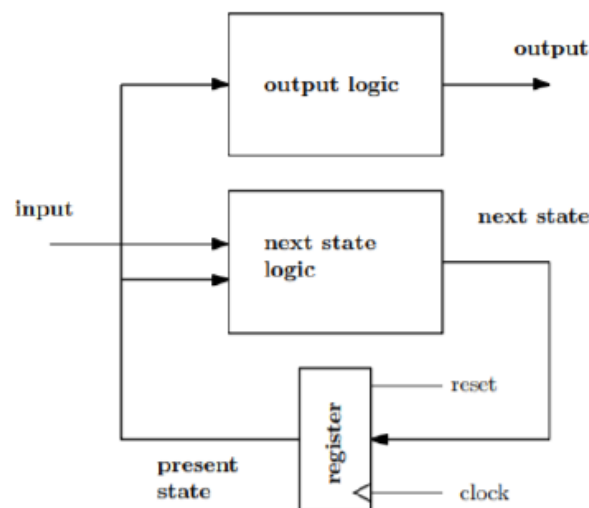 output
output logic
input
next state
next state
logic
register
reset
present
state
clock